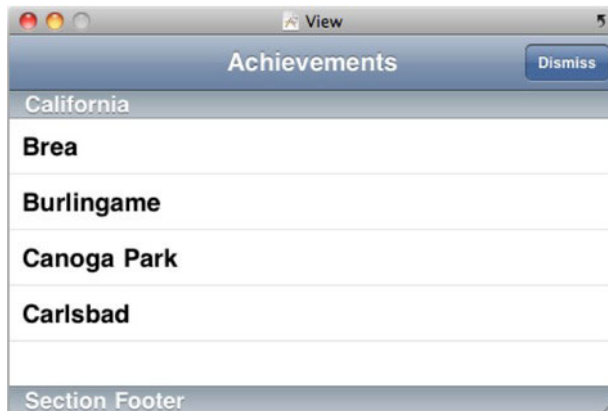 View
Achievements
Dismiss
California
Brea
Burlingame
Canoga Park
Carlsbad
Section Footer